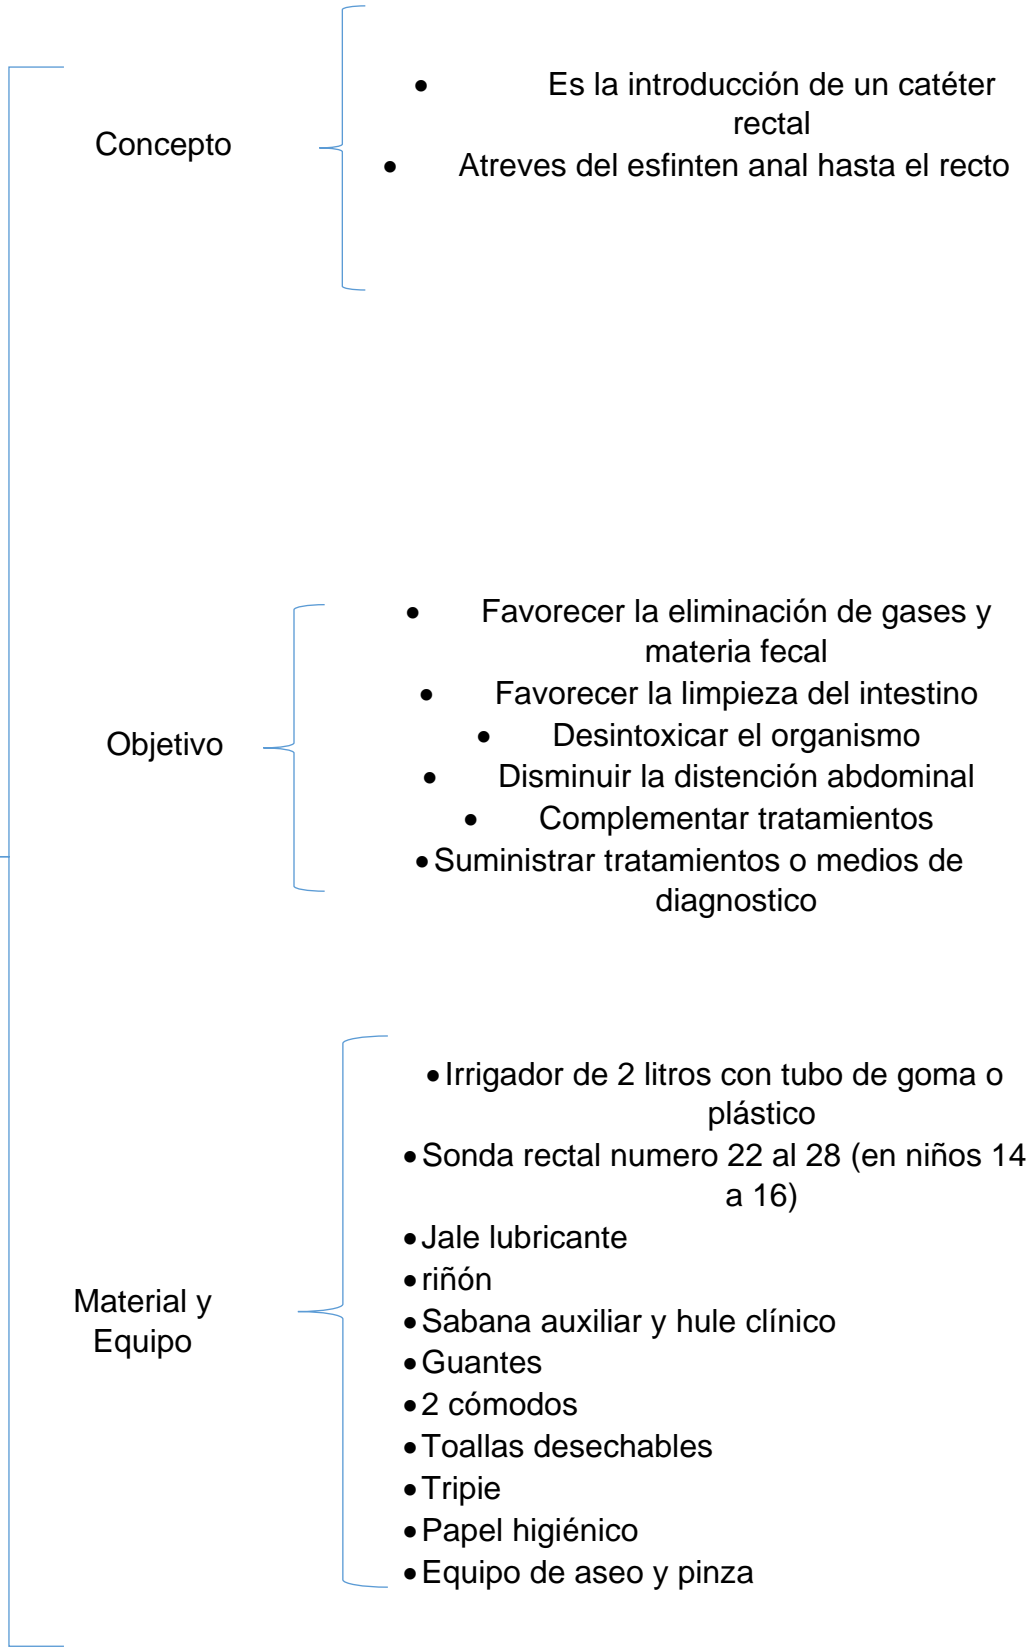 Concepto
• Es la introducción de un catéter
rectal
• Atreves del esfinten anal hasta el recto
Objetivo
• Favorecer la eliminación de gases y
materia fecal
• Favorecer la limpieza del intestino
• Desintoxicar el organismo
• Disminuir la distención abdominal
• Complementar tratamientos
• Suministrar tratamientos o medios de
diagnostico
Material y
Equipo
• Irrigador de 2 litros con tubo de goma o
plástico
• Sonda rectal numero 22 al 28 (en niños 14
a 16)
• Jale lubricante
• riñón
• Sabana auxiliar y hule clínico
• Guantes
• 2 cómodos
• Toallas desechables
• Tripie
• Papel higiénico
• Equipo de aseo y pinza